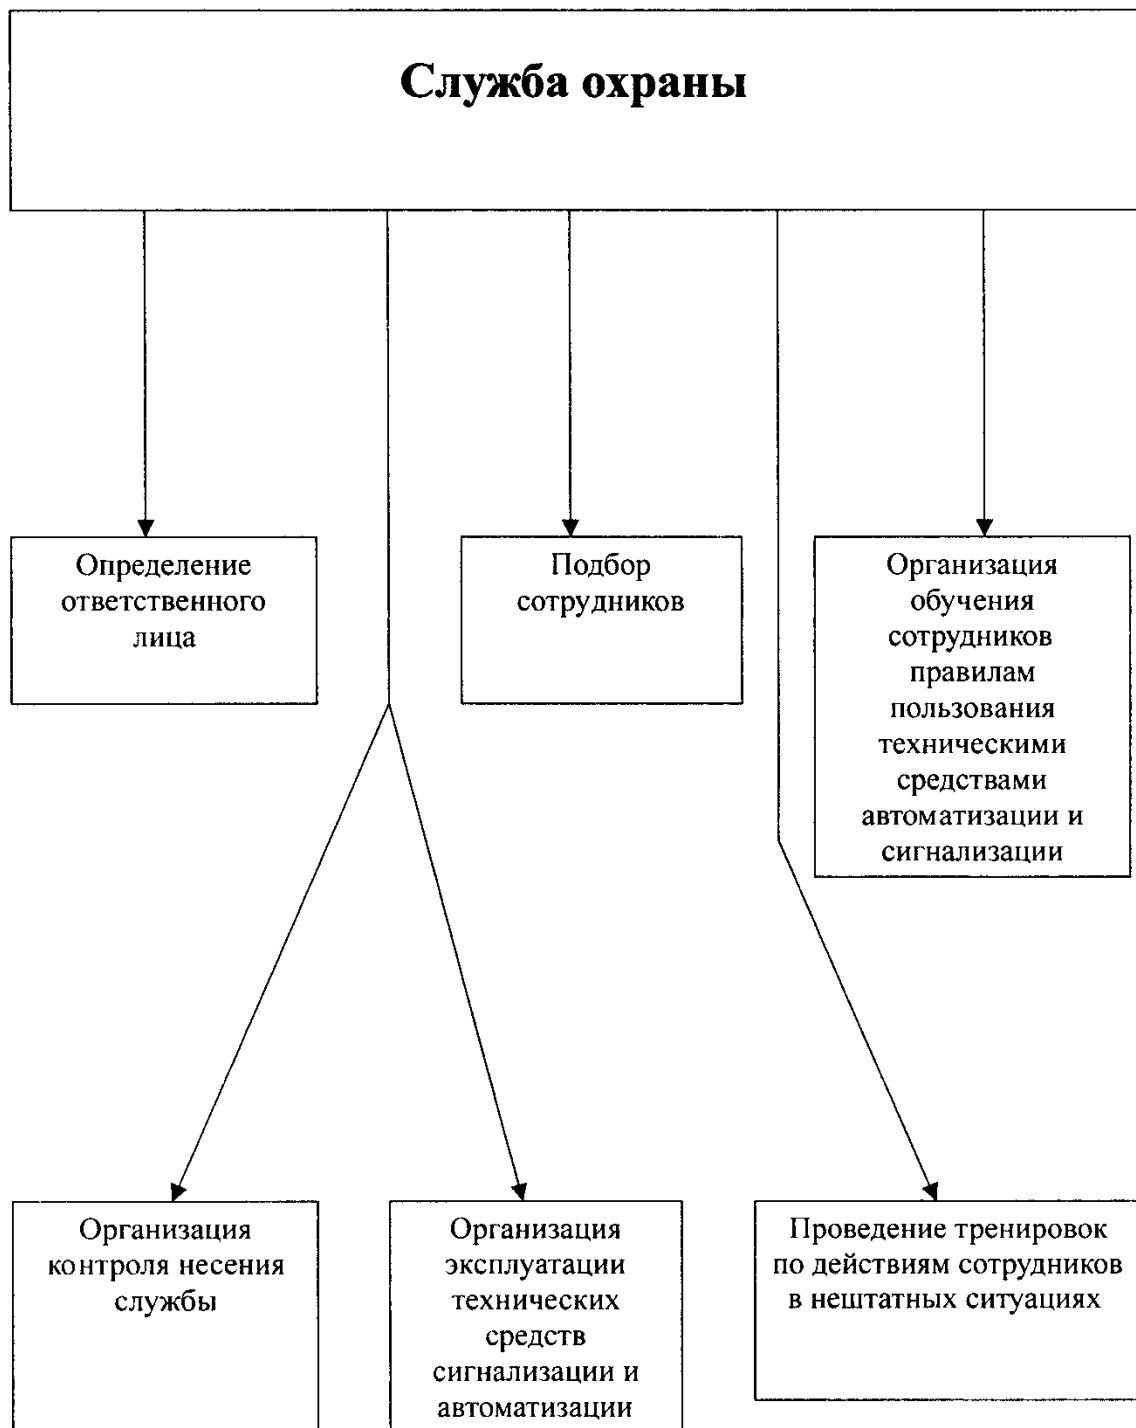 Служба охраны
Определение
ответственного
лица
Подбор
сотрудников
Организация
обучения
сотрудников
правилам
пользования
техническими
средствами
автоматизации и
сигнализации
Организация
контроля несения
службы
Организация
эксплуатации
технических
средств
сигнализации и
автоматизации
Проведение тренировок
по действиям сотрудников
в нештатных ситуациях